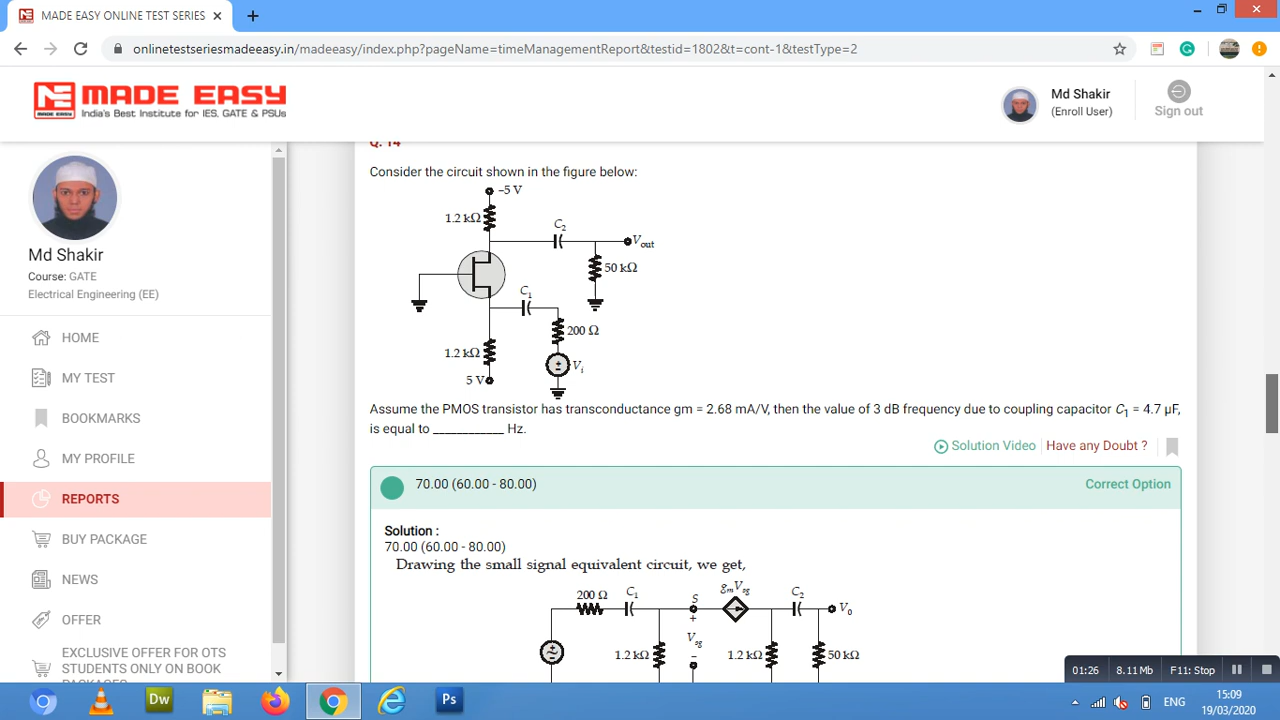 MADE EASY ONLINE TEST SERIES
onlinetestseriesmadeeasy.in/madeeasy/index.php?pageName=timeManagementReport&testid=1802&t=cont-1&testType=2
MADE EASY
MADE EASY
India's Best Institute for IES, GATE & PSUs
Md Shakir
(Enroll User)
Sign out
Md Shakir
Course: GATE
Electrical Engineering (EE)
HOME
MY TEST
BOOKMARKS
MY PROFILE
REPORTS
BUY PACKAGE
NEWS
OFFER
EXCLUSIVE OFFER FOR OTS
STUDENTS ONLY ON BOOK
PACKAGES
Q. 14
Consider the circuit shown in the figure below:
–5 V
1.2 kΩ
C2
Vout
50 kΩ
C1
200 Ω
1.2 kΩ
Vi
5 V
Assume the PMOS transistor has transconductance gm = 2.68 mA/V, then the value of 3 dB frequency due to coupling capacitor C1 = 4.7 μF,
is equal to ____________ Hz.
Solution Video
Have any Doubt ?
70.00 (60.00 - 80.00)
Correct Option
Solution :
70.00 (60.00 - 80.00)
Drawing the small signal equivalent circuit, we get,
200 Ω
C1
S
gmVsg
C2
V0
+
Vsg
–
1.2 kΩ
1.2 kΩ
50 kΩ
01:26
8.11 Mb
F11: Stop
Dw
Ps
ENG
15:09
19/03/2020